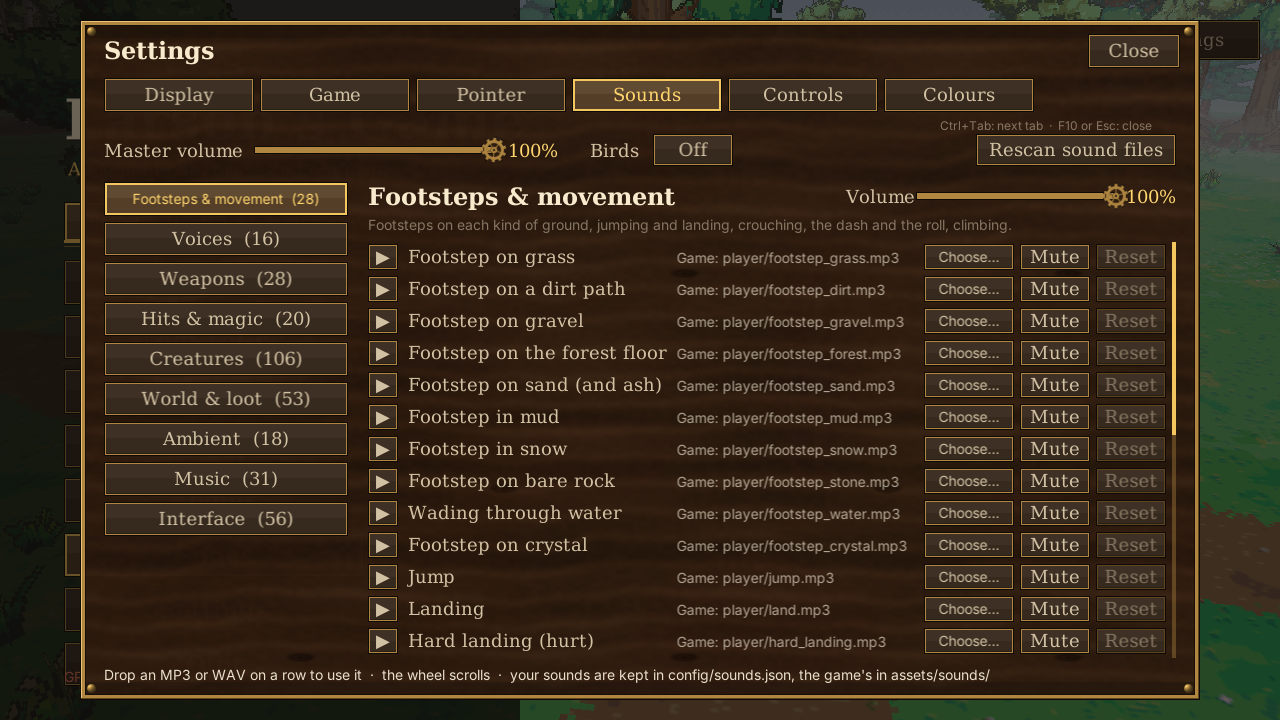 Settings
Close
Display Game Pointer Sounds Controls Colours
Ctrl+Tab: next tab · F10 or Esc: close
Master volume 100% Birds Off Rescan sound files
Footsteps & movement (28)
Voices (16)
Weapons (28)
Hits & magic (20)
Creatures (106)
World & loot (53)
Ambient (18)
Music (31)
Interface (56)
Footsteps & movement Volume 100%
Footsteps on each kind of ground, jumping and landing, crouching, the dash and the roll, climbing.
▶ Footstep on grass Game: player/footstep_grass.mp3 Choose... Mute Reset
▶ Footstep on a dirt path Game: player/footstep_dirt.mp3 Choose... Mute Reset
▶ Footstep on gravel Game: player/footstep_gravel.mp3 Choose... Mute Reset
▶ Footstep on the forest floor Game: player/footstep_forest.mp3 Choose... Mute Reset
▶ Footstep on sand (and ash) Game: player/footstep_sand.mp3 Choose... Mute Reset
▶ Footstep in mud Game: player/footstep_mud.mp3 Choose... Mute Reset
▶ Footstep in snow Game: player/footstep_snow.mp3 Choose... Mute Reset
▶ Footstep on bare rock Game: player/footstep_stone.mp3 Choose... Mute Reset
▶ Wading through water Game: player/footstep_water.mp3 Choose... Mute Reset
▶ Footstep on crystal Game: player/footstep_crystal.mp3 Choose... Mute Reset
▶ Jump Game: player/jump.mp3 Choose... Mute Reset
▶ Landing Game: player/land.mp3 Choose... Mute Reset
▶ Hard landing (hurt) Game: player/hard_landing.mp3 Choose... Mute Reset
Drop an MP3 or WAV on a row to use it · the wheel scrolls · your sounds are kept in config/sounds.json, the game's in assets/sounds/